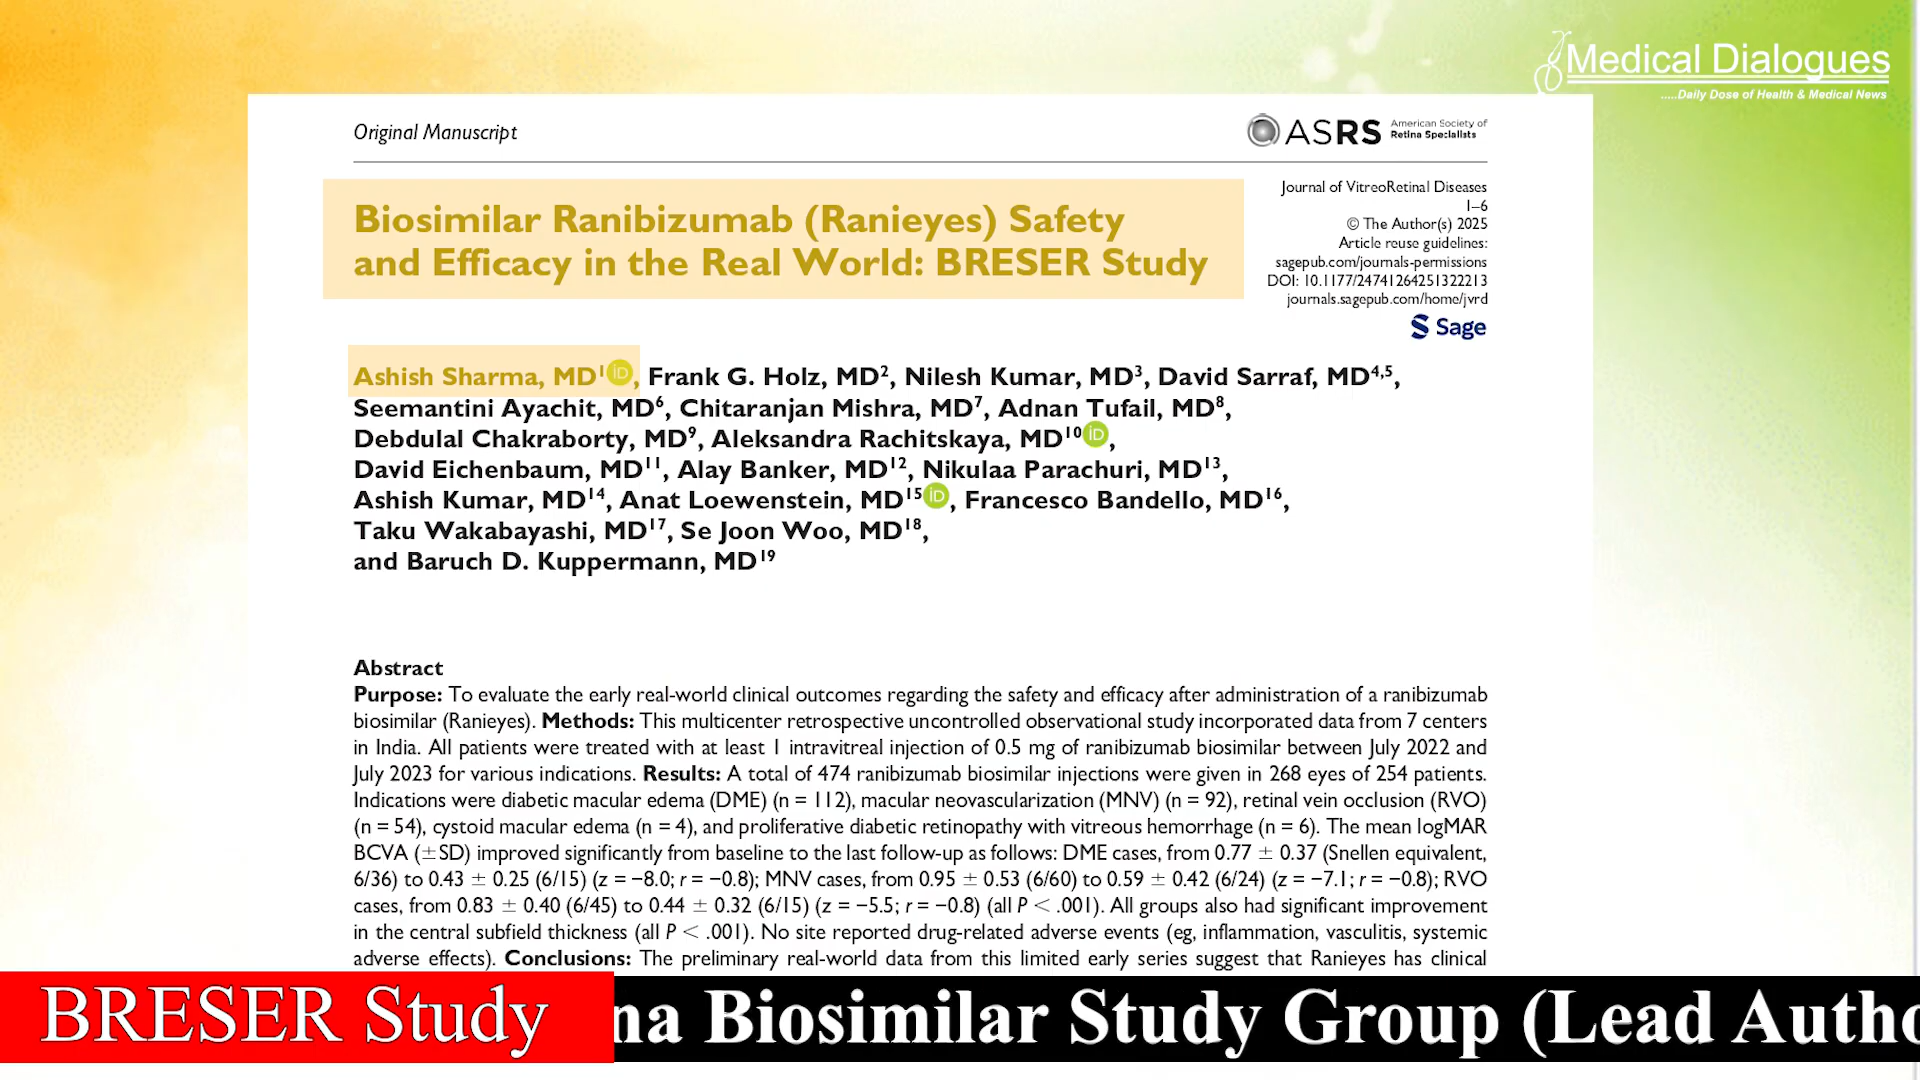 Medical Dialogues
.....Daily Dose of Health & Medical News
Original Manuscript
ASRS American Society of
Retina Specialists
Biosimilar Ranibizumab (Ranieyes) Safety
and Efficacy in the Real World: BRESER Study
Journal of VitreoRetinal Diseases
1–6
© The Author(s) 2025
Article reuse guidelines:
sagepub.com/journals-permissions
DOI: 10.1177/24741264251322213
journals.sagepub.com/home/jvrd
Sage
Ashish Sharma, MD¹ iD, Frank G. Holz, MD², Nilesh Kumar, MD³, David Sarraf, MD⁴,⁵,
Seemantini Ayachit, MD⁶, Chitaranjan Mishra, MD⁷, Adnan Tufail, MD⁸,
Debdulal Chakraborty, MD⁹, Aleksandra Rachitskaya, MD¹⁰ iD,
David Eichenbaum, MD¹¹, Alay Banker, MD¹², Nikulaa Parachuri, MD¹³,
Ashish Kumar, MD¹⁴, Anat Loewenstein, MD¹⁵ iD, Francesco Bandello, MD¹⁶,
Taku Wakabayashi, MD¹⁷, Se Joon Woo, MD¹⁸,
and Baruch D. Kuppermann, MD¹⁹
Abstract
Purpose: To evaluate the early real-world clinical outcomes regarding the safety and efficacy after administration of a ranibizumab
biosimilar (Ranieyes). Methods: This multicenter retrospective uncontrolled observational study incorporated data from 7 centers
in India. All patients were treated with at least 1 intravitreal injection of 0.5 mg of ranibizumab biosimilar between July 2022 and
July 2023 for various indications. Results: A total of 474 ranibizumab biosimilar injections were given in 268 eyes of 254 patients.
Indications were diabetic macular edema (DME) (n = 112), macular neovascularization (MNV) (n = 92), retinal vein occlusion (RVO)
(n = 54), cystoid macular edema (n = 4), and proliferative diabetic retinopathy with vitreous hemorrhage (n = 6). The mean logMAR
BCVA (±SD) improved significantly from baseline to the last follow-up as follows: DME cases, from 0.77 ± 0.37 (Snellen equivalent,
6/36) to 0.43 ± 0.25 (6/15) (z = −8.0; r = −0.8); MNV cases, from 0.95 ± 0.53 (6/60) to 0.59 ± 0.42 (6/24) (z = −7.1; r = −0.8); RVO
cases, from 0.83 ± 0.40 (6/45) to 0.44 ± 0.32 (6/15) (z = −5.5; r = −0.8) (all P < .001). All groups also had significant improvement
in the central subfield thickness (all P < .001). No site reported drug-related adverse events (eg, inflammation, vasculitis, systemic
adverse effects). Conclusions: The preliminary real-world data from this limited early series suggest that Ranieyes has clinical
BRESER Study
na Biosimilar Study Group (Lead Autho